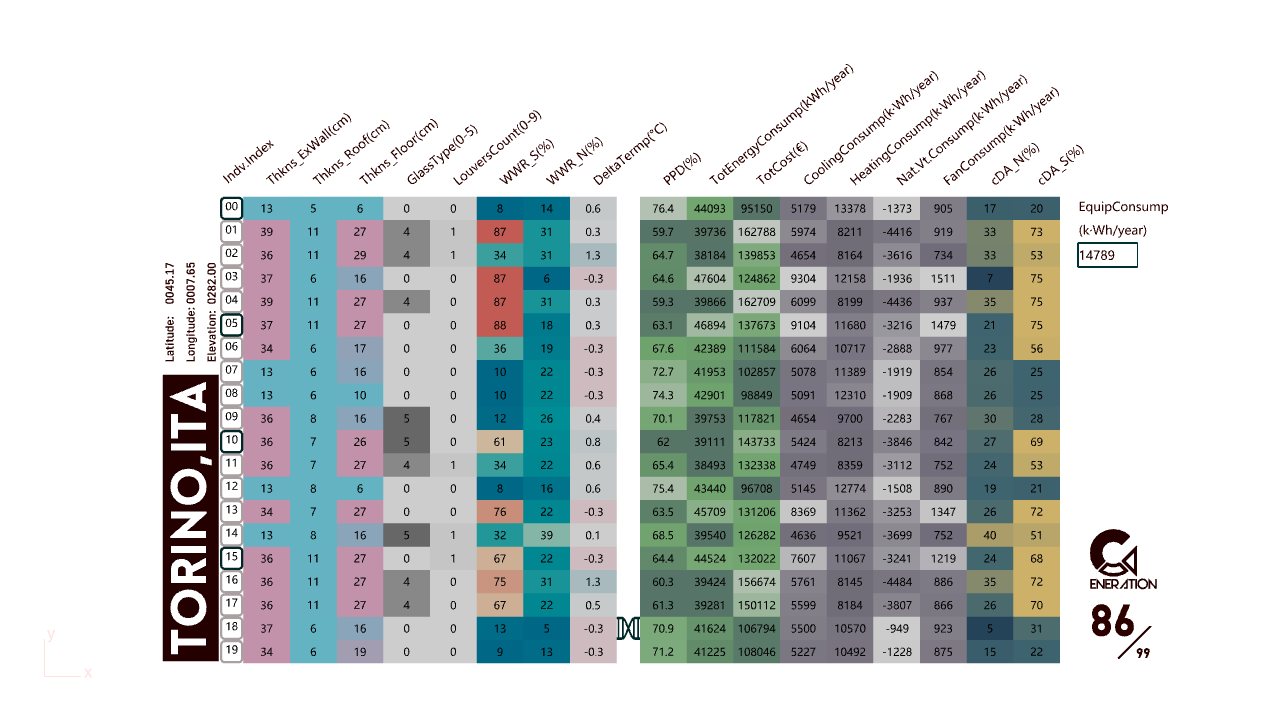 Indv.Index Thkns_ExWall(cm) Thkns_Roof(cm) Thkns_Floor(cm) GlassType(0-5) LouversCount(0-9) WWR_S(%) WWR_N(%) DeltaTermp(°C) PPD(%) TotEnergyConsump(kWh/year) TotCost(€) CoolingConsump(k·Wh/year) HeatingConsump(k·Wh/year) Nat.Vt.Consump(k·Wh/year) FanConsump(k·Wh/year) cDA_N(%) cDA_S(%)
00 13 5 6 0 0 8 14 0.6 76.4 44093 95150 5179 13378 -1373 905 17 20
01 39 11 27 4 1 87 31 0.3 59.7 39736 162788 5974 8211 -4416 919 33 73
02 36 11 29 4 1 34 31 1.3 64.7 38184 139853 4654 8164 -3616 734 33 53
03 37 6 16 0 0 87 6 -0.3 64.6 47604 124862 9304 12158 -1936 1511 7 75
04 39 11 27 4 0 87 31 0.3 59.3 39866 162709 6099 8199 -4436 937 35 75
05 37 11 27 0 0 88 18 0.3 63.1 46894 137673 9104 11680 -3216 1479 21 75
06 34 6 17 0 0 36 19 -0.3 67.6 42389 111584 6064 10717 -2888 977 23 56
07 13 6 16 0 0 10 22 -0.3 72.7 41953 102857 5078 11389 -1919 854 26 25
08 13 6 10 0 0 10 22 -0.3 74.3 42901 98849 5091 12310 -1909 868 26 25
09 36 8 16 5 0 12 26 0.4 70.1 39753 117821 4654 9700 -2283 767 30 28
10 36 7 26 5 0 61 23 0.8 62 39111 143733 5424 8213 -3846 842 27 69
11 36 7 27 4 1 34 22 0.6 65.4 38493 132338 4749 8359 -3112 752 24 53
12 13 8 6 0 0 8 16 0.6 75.4 43440 96708 5145 12774 -1508 890 19 21
13 34 7 27 0 0 76 22 -0.3 63.5 45709 131206 8369 11362 -3253 1347 26 72
14 13 8 16 5 1 32 39 0.1 68.5 39540 126282 4636 9521 -3699 752 40 51
15 36 11 27 0 1 67 22 -0.3 64.4 44524 132022 7607 11067 -3241 1219 24 68
16 36 11 27 4 0 75 31 1.3 60.3 39424 156674 5761 8145 -4484 886 35 72
17 36 11 27 4 0 67 22 0.5 61.3 39281 150112 5599 8184 -3807 866 26 70
18 37 6 16 0 0 13 5 -0.3 70.9 41624 106794 5500 10570 -949 923 5 31
19 34 6 19 0 0 9 13 -0.3 71.2 41225 108046 5227 10492 -1228 875 15 22
Latitude: 0045.17
Longitude: 0007.65
Elevation: 0282.00
TORINO,ITA
EquipConsump
(k·Wh/year)
14789
ENERATION
86/99
y
x